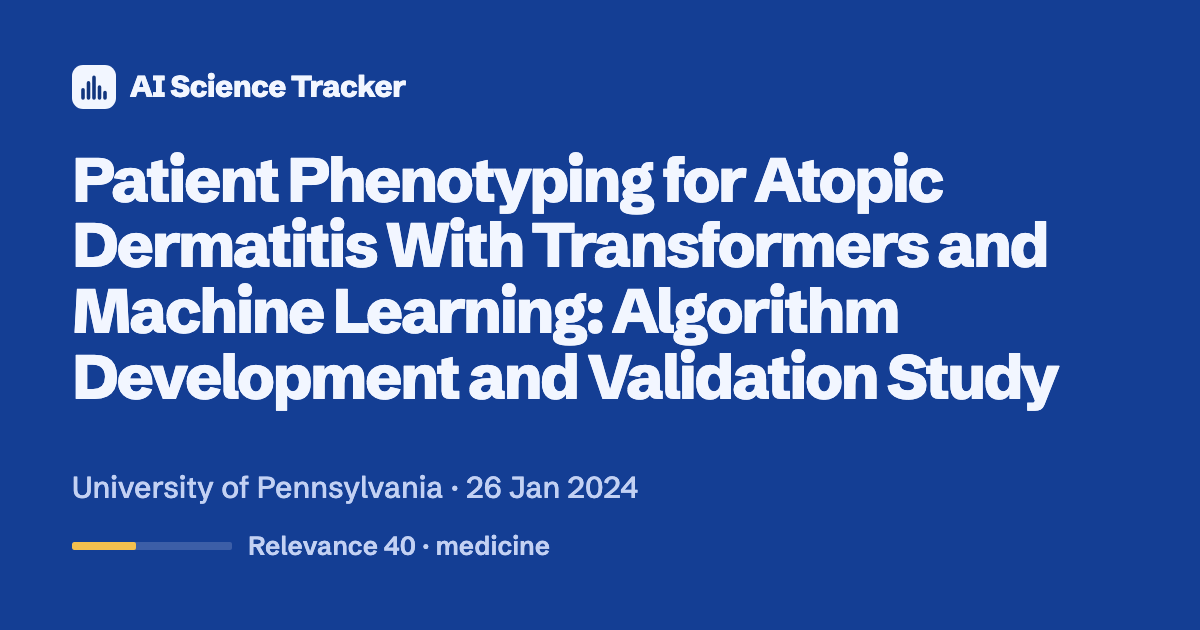 AI Science Tracker
Patient Phenotyping for Atopic
Dermatitis With Transformers and
Machine Learning: Algorithm
Development and Validation Study
University of Pennsylvania · 26 Jan 2024
Relevance 40 · medicine